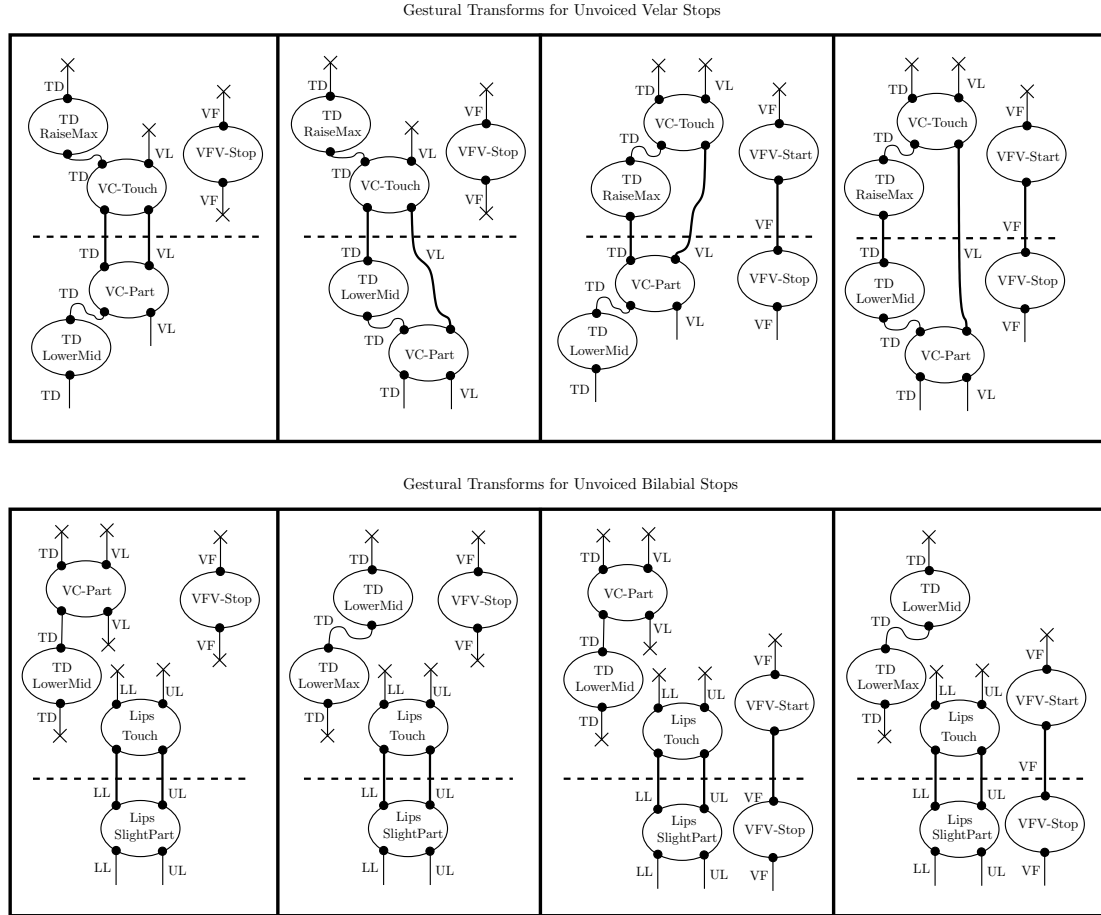 Gestural Transforms for Unvoiced Velar Stops
TD
TD
RaiseMax
VF
VFV-Stop
VF
VL
TD
VC-Touch
TD
VL
VC-Part
TD
VL
TD
LowerMid
TD
TD
TD
RaiseMax
VF
VFV-Stop
VF
VL
TD
VC-Touch
TD
VL
TD
LowerMid
TD
VC-Part
TD
VL
TD
VL
VC-Touch
VF
VFV-Start
TD
TD
RaiseMax
VF
TD
VL
VC-Part
VFV-Stop
TD
VL
VF
TD
LowerMid
TD
TD
VL
VC-Touch
VF
VFV-Start
TD
TD
RaiseMax
VF
TD
VL
TD
LowerMid
VFV-Stop
VF
TD
VC-Part
TD
VL
Gestural Transforms for Unvoiced Bilabial Stops
TD
VL
VC-Part
VF
VFV-Stop
VF
TD
VL
TD
LowerMid
TD
LL
UL
Lips
Touch
LL
UL
Lips
SlightPart
LL
UL
TD
TD
LowerMid
VF
VFV-Stop
VF
TD
TD
LowerMax
TD
LL
UL
Lips
Touch
LL
UL
Lips
SlightPart
LL
UL
TD
VL
VC-Part
TD
VL
TD
LowerMid
TD
VF
VFV-Start
LL
UL
Lips
Touch
LL
UL
VF
Lips
SlightPart
VFV-Stop
LL
UL
VF
TD
TD
LowerMid
TD
TD
LowerMax
TD
VF
VFV-Start
LL
UL
Lips
Touch
VF
LL
UL
Lips
SlightPart
VFV-Stop
LL
UL
VF